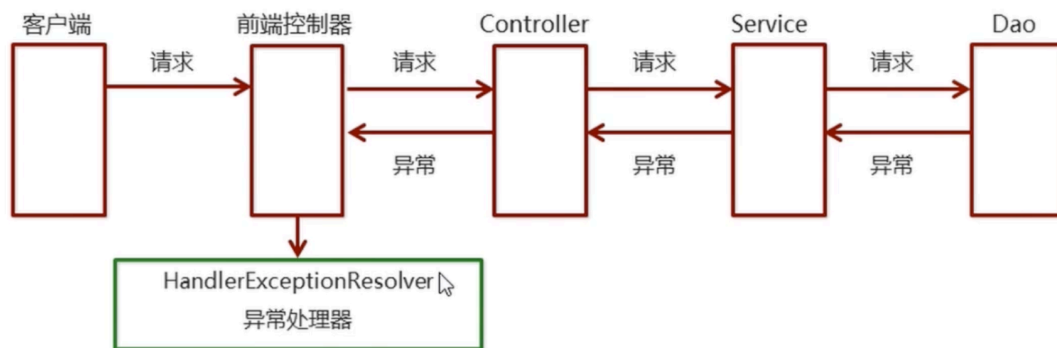 客户端
前端控制器
Controller
Service
Dao
请求
请求
请求
请求
异常
异常
异常
HandlerExceptionResolver
异常处理器